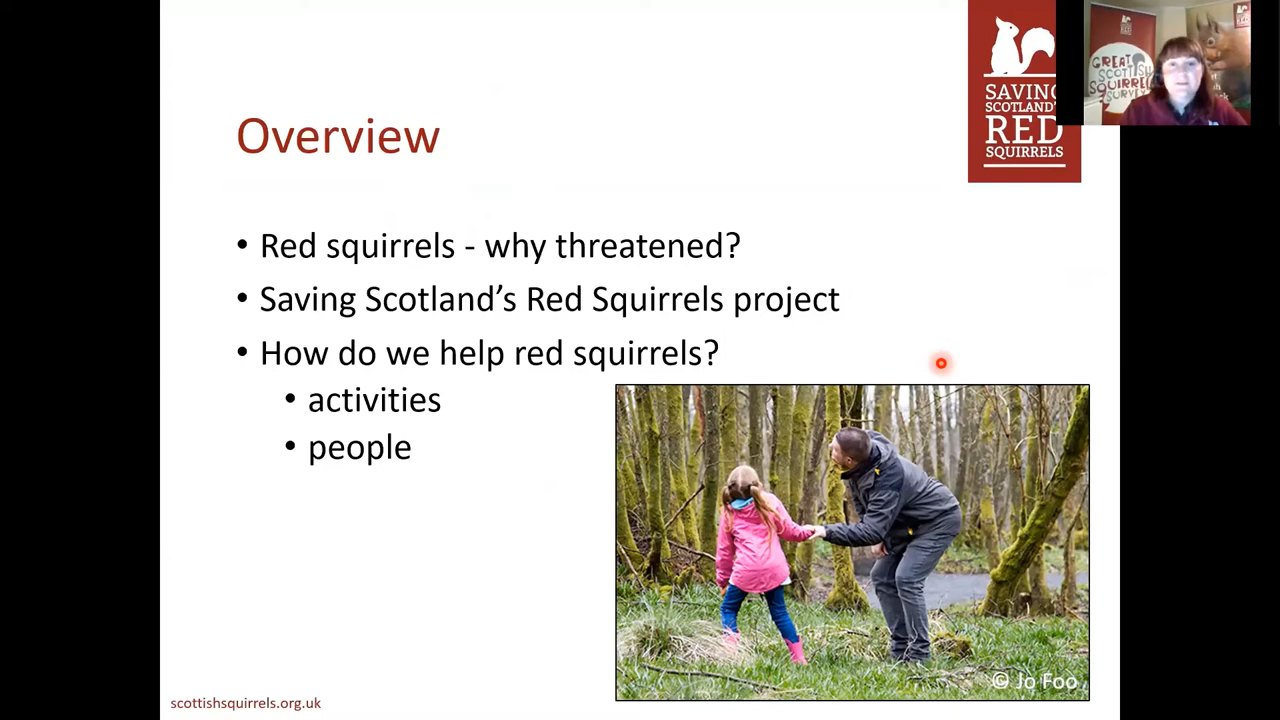 Overview
SAVING
SCOTLAND'S
RED
SQUIRRELS
GREAT
SCOTTISH
SQUIRREL
SURVEY
• Red squirrels - why threatened?
• Saving Scotland's Red Squirrels project
• How do we help red squirrels?
• activities
• people
© Jo Foo
scottishsquirrels.org.uk